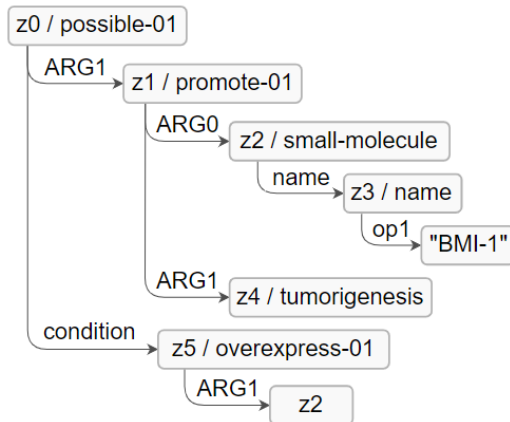 z0 / possible-01
ARG1
z1 / promote-01
ARG0
z2 / small-molecule
name
z3 / name
op1
"BMI-1"
ARG1
z4 / tumorigenesis
condition
z5 / overexpress-01
ARG1
z2